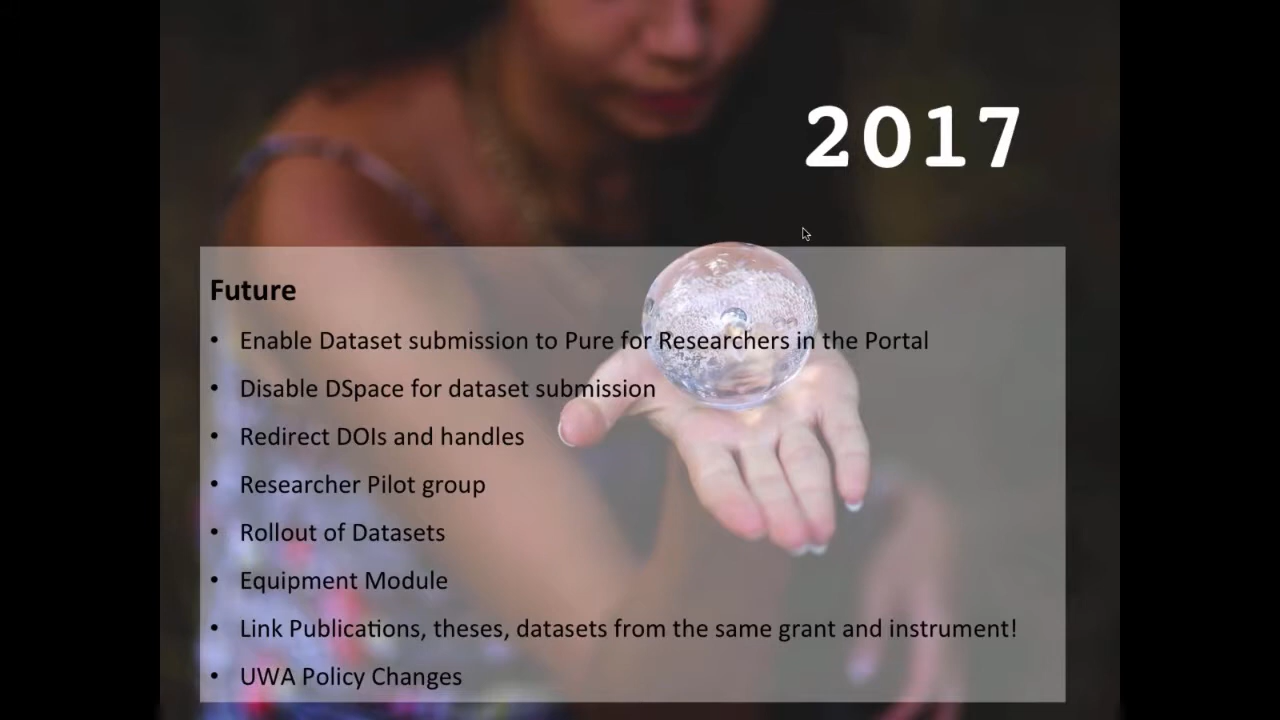 2017
Future
• Enable Dataset submission to Pure for Researchers in the Portal
• Disable DSpace for dataset submission
• Redirect DOIs and handles
• Researcher Pilot group
• Rollout of Datasets
• Equipment Module
• Link Publications, theses, datasets from the same grant and instrument!
• UWA Policy Changes